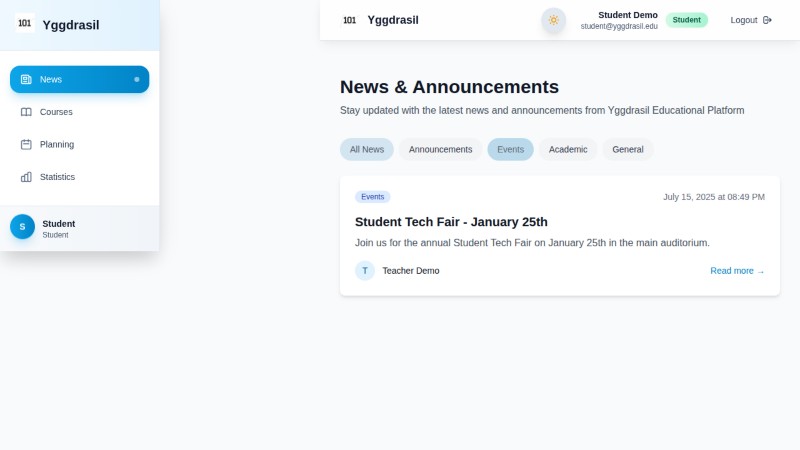 101 Yggdrasil
News
Courses
Planning
Statistics
S
Student
Student
101 Yggdrasil
Student Demo
student@yggdrasil.edu
Student
Logout
News & Announcements
Stay updated with the latest news and announcements from Yggdrasil Educational Platform
All News Announcements Events Academic General
Events
July 15, 2025 at 08:49 PM
Student Tech Fair - January 25th
Join us for the annual Student Tech Fair on January 25th in the main auditorium.
T Teacher Demo
Read more →